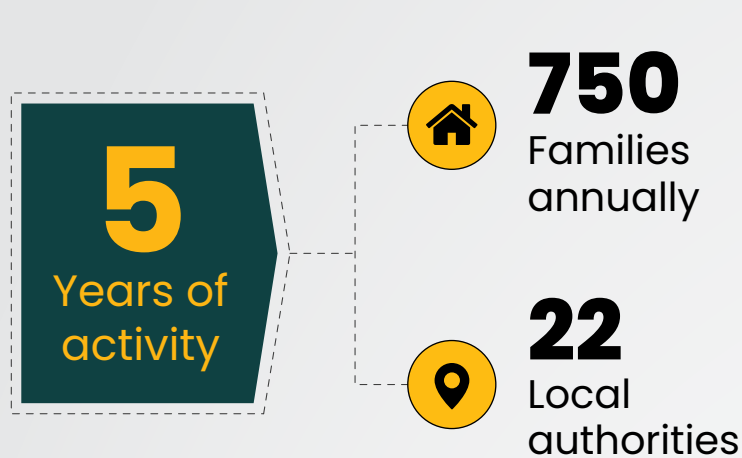 5
Years of
activity
750
Families
annually
22
Local
authorities